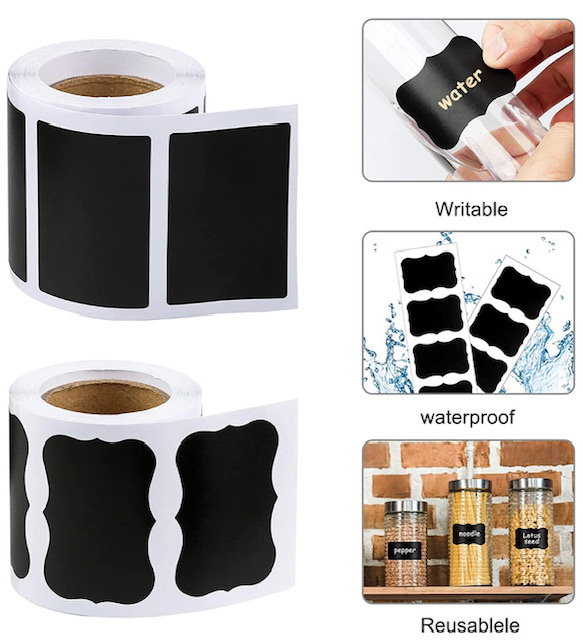 water
Writable
waterproof
pepper
noodle
Lotus
seed
Reusablele